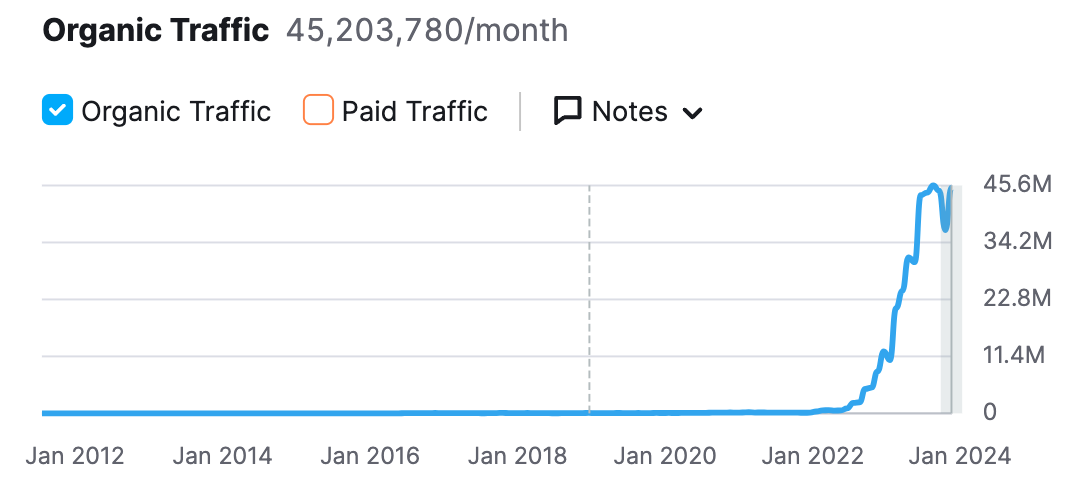 Organic Traffic 45,203,780/month
Organic Traffic Paid Traffic Notes
45.6M
34.2M
22.8M
11.4M
0
Jan 2012 Jan 2014 Jan 2016 Jan 2018 Jan 2020 Jan 2022 Jan 2024